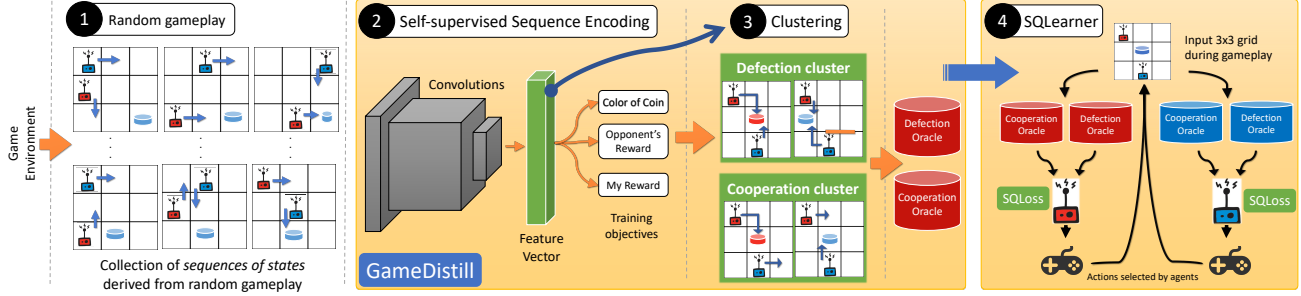 1 Random gameplay
Game
Environment
Collection of sequences of states
derived from random gameplay
2 Self-supervised Sequence Encoding
Convolutions
Feature
Vector
Color of Coin
Opponent's
Reward
My Reward
Training
objectives
GameDistill
3 Clustering
Defection cluster
Cooperation cluster
Defection
Oracle
Cooperation
Oracle
4 SQLearner
Input 3x3 grid
during gameplay
Cooperation
Oracle
Defection
Oracle
Cooperation
Oracle
Defection
Oracle
SQLoss
SQLoss
Actions selected by agents